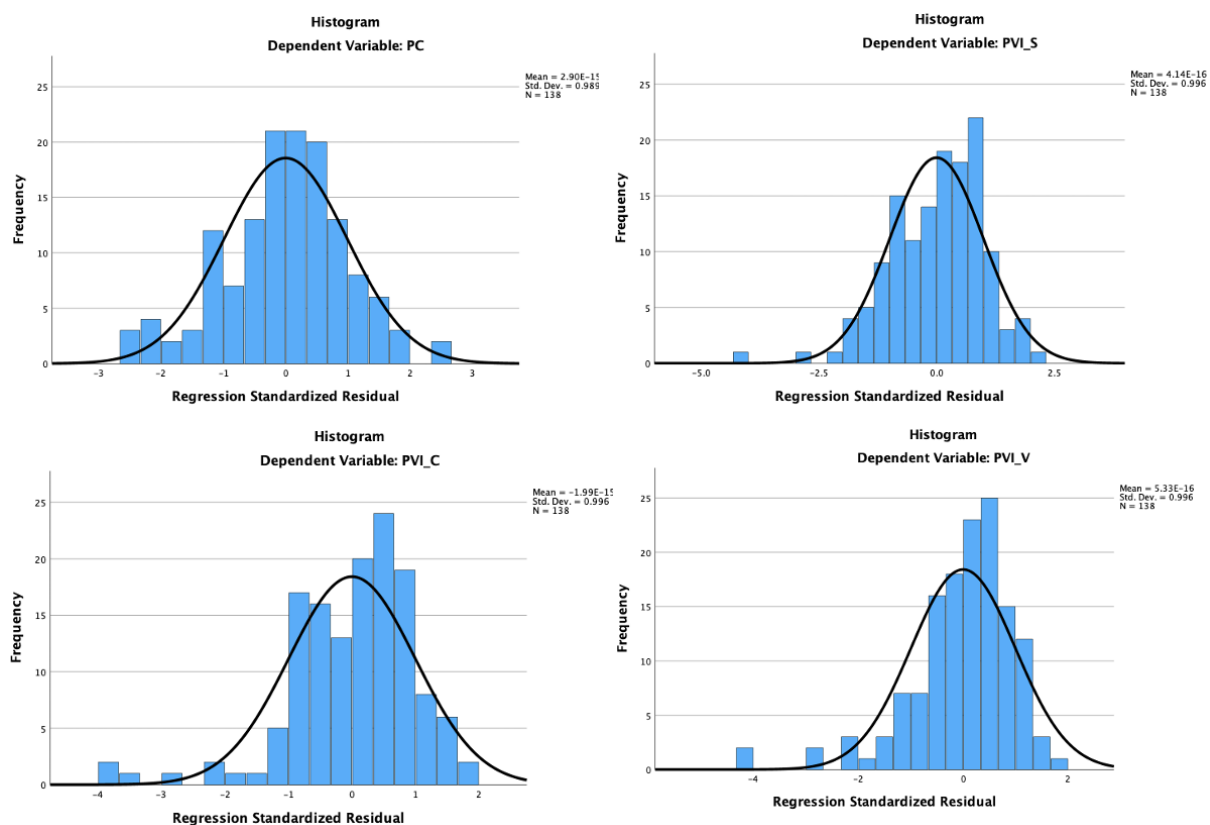 Histogram
Dependent Variable: PC
Mean = 2.90E-15
Std. Dev. = 0.989
N = 138
25
20
15
10
5
0
Frequency
-3
-2
-1
0
1
2
3
Regression Standardized Residual
Histogram
Dependent Variable: PVI_S
Mean = 4.14E-16
Std. Dev. = 0.996
N = 138
25
20
15
10
5
0
Frequency
-5.0
-2.5
0.0
2.5
Regression Standardized Residual
Histogram
Dependent Variable: PVI_C
Mean = -1.99E-15
Std. Dev. = 0.996
N = 138
25
20
15
10
5
0
Frequency
-4
-3
-2
-1
0
1
2
Regression Standardized Residual
Histogram
Dependent Variable: PVI_V
Mean = 5.33E-16
Std. Dev. = 0.996
N = 138
25
20
15
10
5
0
Frequency
-4
-2
0
2
Regression Standardized Residual